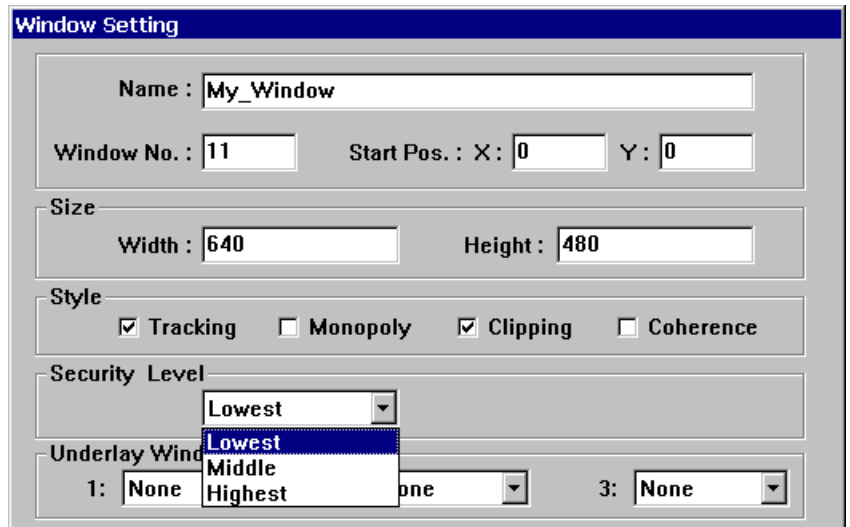 Window Setting
Name : My_Window
Window No. : 11 Start Pos. : X : 0 Y : 0
Size
Width : 640 Height : 480
Style
Tracking Monopoly Clipping Coherence
Security Level
Lowest
Lowest
Underlay Wind
Middle
1: None one 3: None
Highest